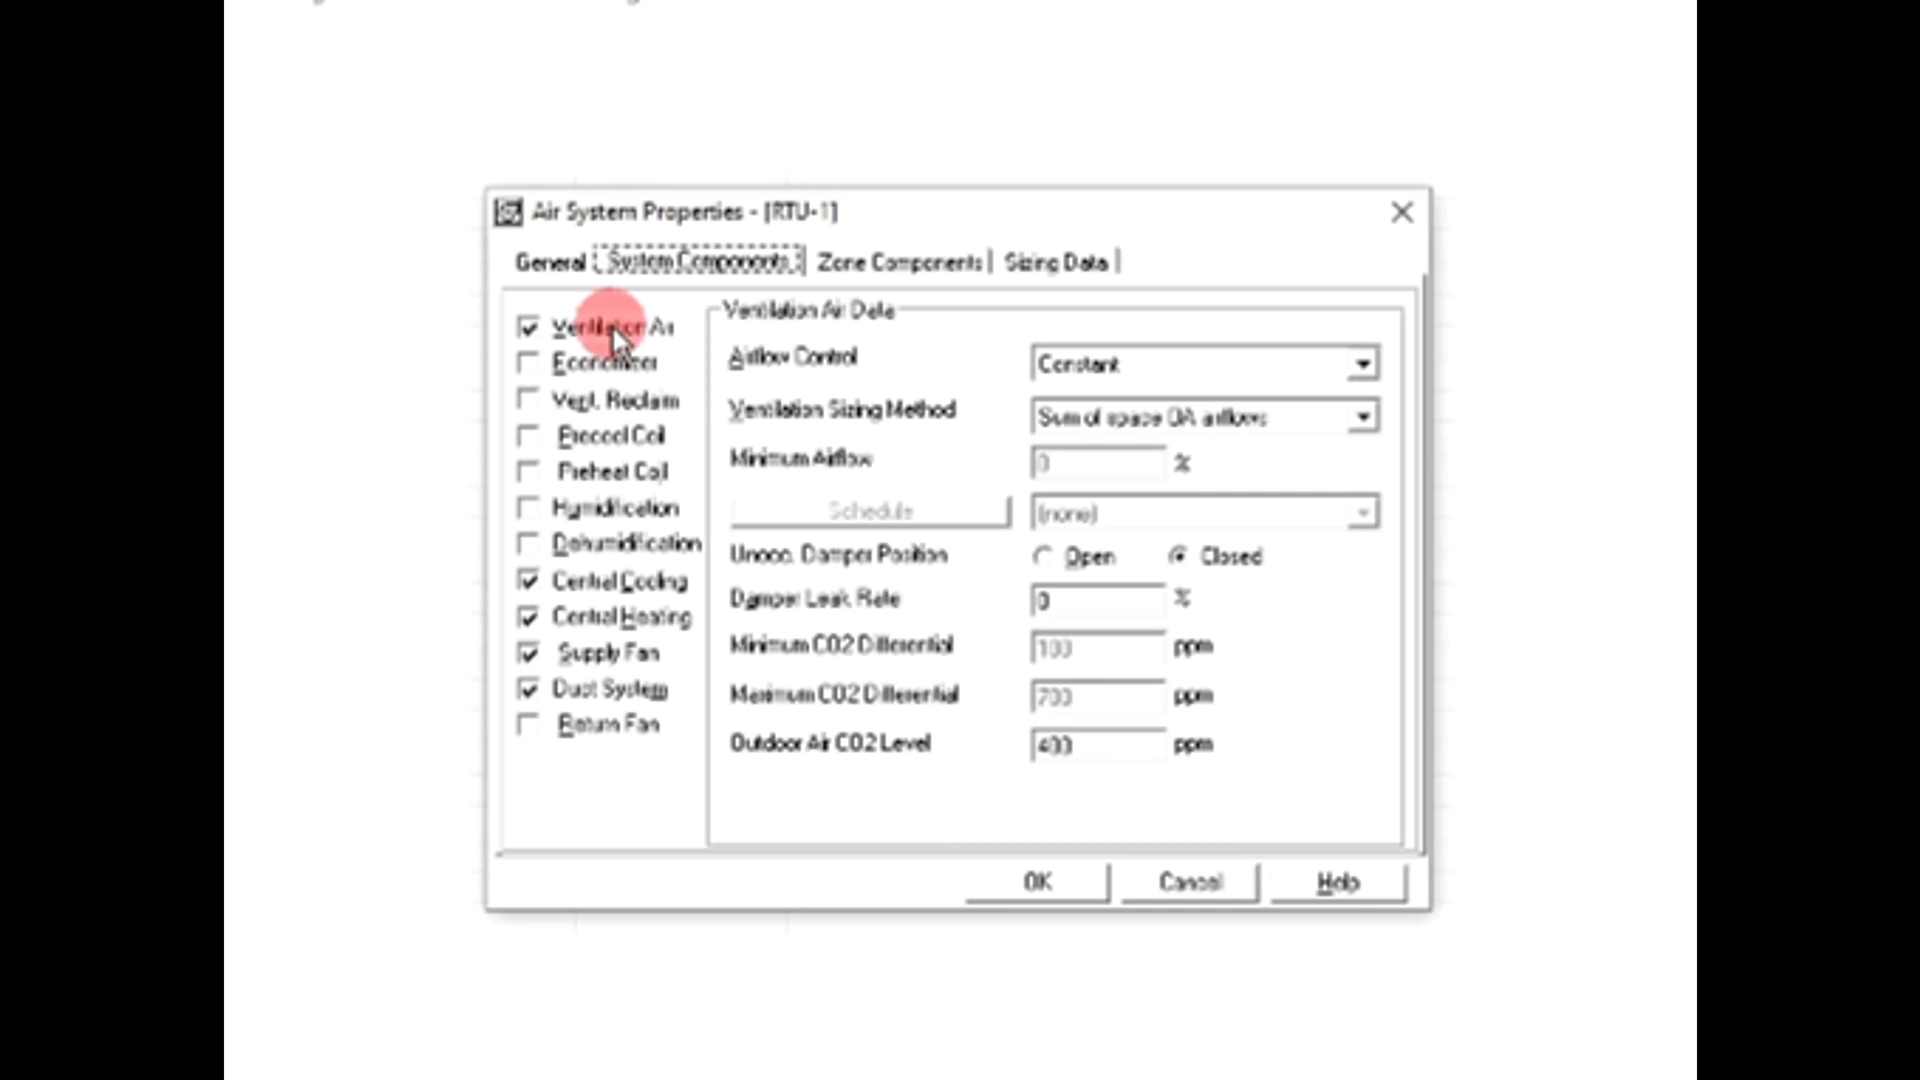 Air System Properties - [RTU-1]
General System Components Zone Components Sizing Data
Ventilation Air
Economizer
Vent. Reclaim
Precool Coil
Preheat Coil
Humidification
Dehumidification
Central Cooling
Central Heating
Supply Fan
Duct System
Return Fan
Ventilation Air Data
Airflow Control Constant
Ventilation Sizing Method Sum of space OA airflows
Minimum Airflow 0 %
Schedule (none)
Unocc. Damper Position Open Closed
Damper Leak Rate 0 %
Minimum CO2 Differential 100 ppm
Maximum CO2 Differential 700 ppm
Outdoor Air CO2 Level 400 ppm
OK Cancel Help